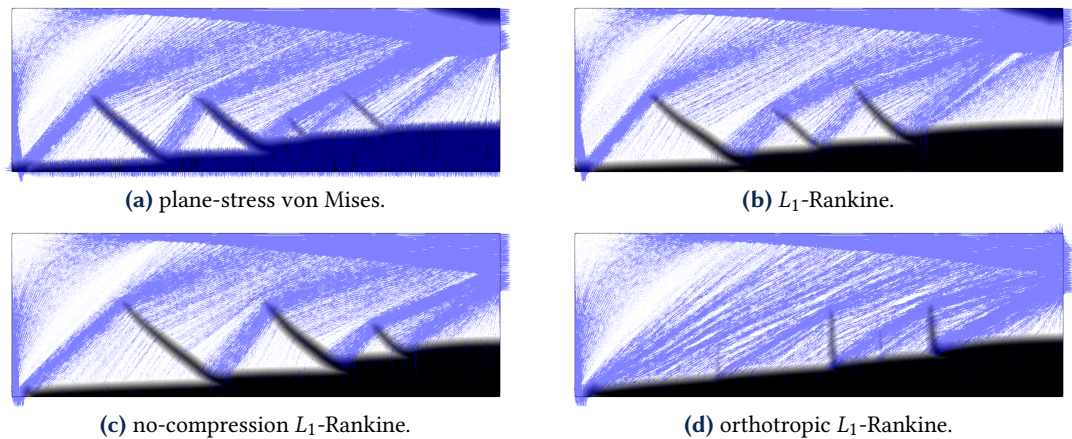 (a) plane-stress von Mises.
(b) L₁-Rankine.
(c) no-compression L₁-Rankine.
(d) orthotropic L₁-Rankine.